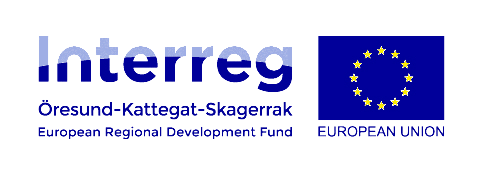 Interreg
Öresund-Kattegat-Skagerrak
European Regional Development Fund
EUROPEAN UNION